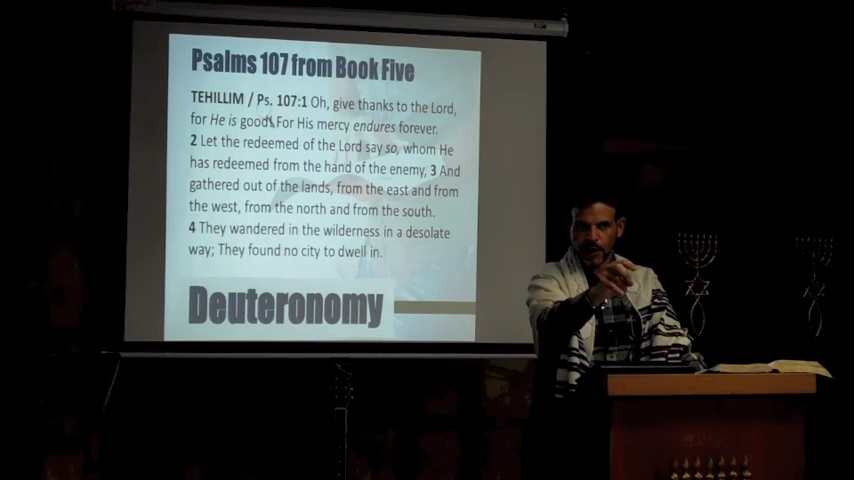 Psalms 107 from Book Five
TEHILLIM / Ps. 107:1 Oh, give thanks to the Lord,
for He is good! For His mercy endures forever.
2 Let the redeemed of the Lord say so, whom He
has redeemed from the hand of the enemy, 3 And
gathered out of the lands, from the east and from
the west, from the north and from the south.
4 They wandered in the wilderness in a desolate
way; They found no city to dwell in.
Deuteronomy